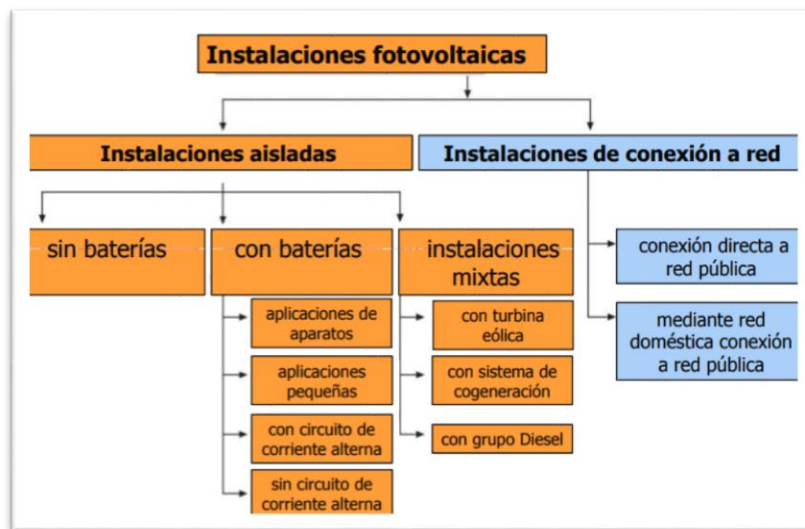 Instalaciones fotovoltaicas
Instalaciones aisladas
Instalaciones de conexión a red
sin baterías
con baterías
instalaciones
mixtas
aplicaciones de
aparatos
aplicaciones
pequeñas
con circuito de
corriente alterna
sin circuito de
corriente alterna
con turbina
eólica
con sistema de
cogeneración
con grupo Diesel
conexión directa a
red pública
mediante red
doméstica conexión
a red pública